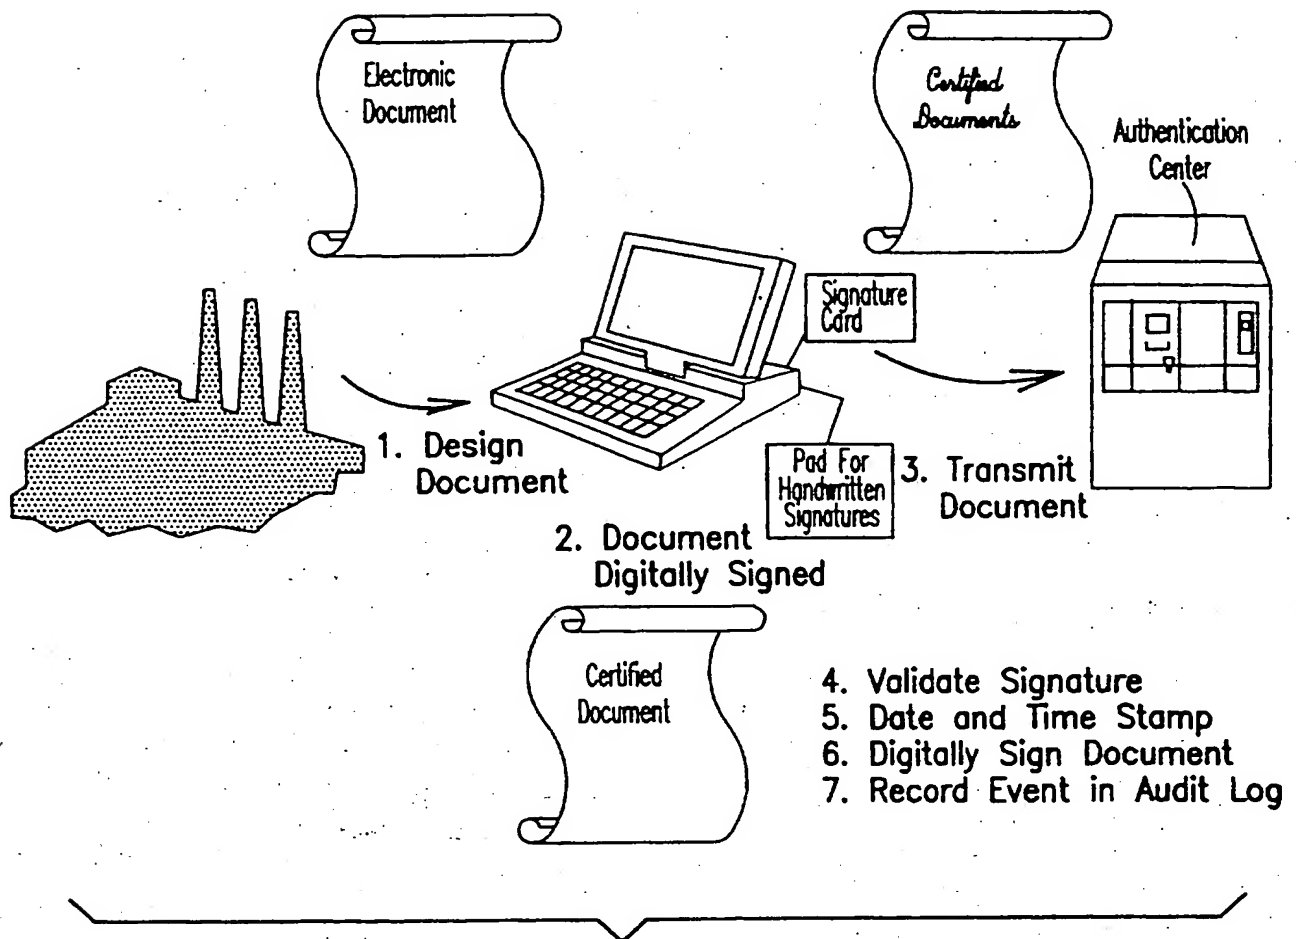 Electronic
Document
Certified
Documents
Authentication
Center
Signature
Card
1. Design
Document
Pad For
Handwritten
Signatures
3. Transmit
Document
2. Document
Digitally Signed
Certified
Document
4. Validate Signature
5. Date and Time Stamp
6. Digitally Sign Document
7. Record Event in Audit Log